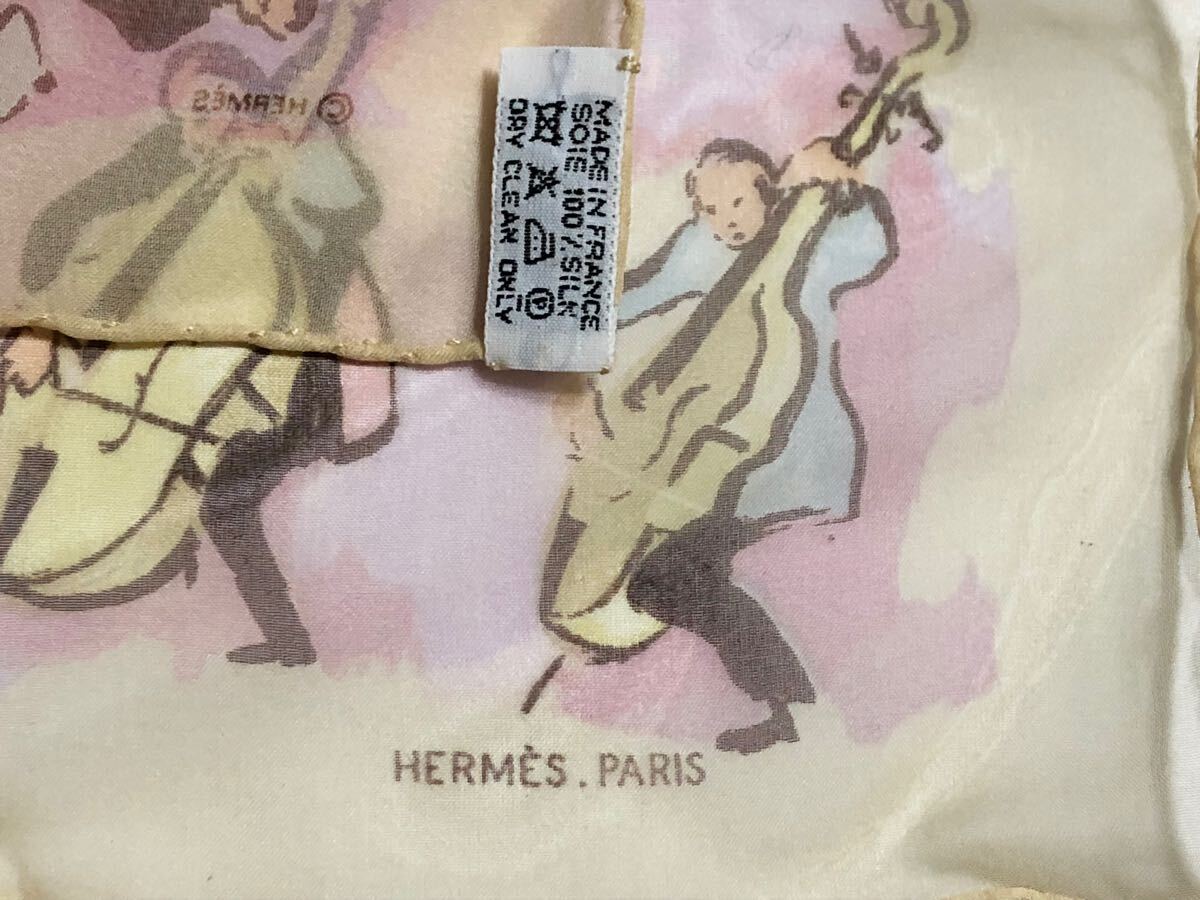 © HERMÈS
MADE IN FRANCE
SOIE 100% SILK
P
DRY CLEAN ONLY
HERMÈS.PARIS